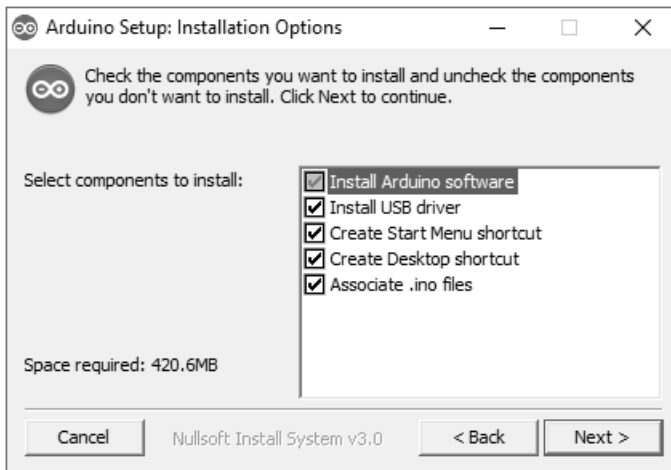 Arduino Setup: Installation Options
Check the components you want to install and uncheck the components
you don't want to install. Click Next to continue.
Select components to install:
Install Arduino software
Install USB driver
Create Start Menu shortcut
Create Desktop shortcut
Associate .ino files
Space required: 420.6MB
Cancel
Nullsoft Install System v3.0
< Back
Next >